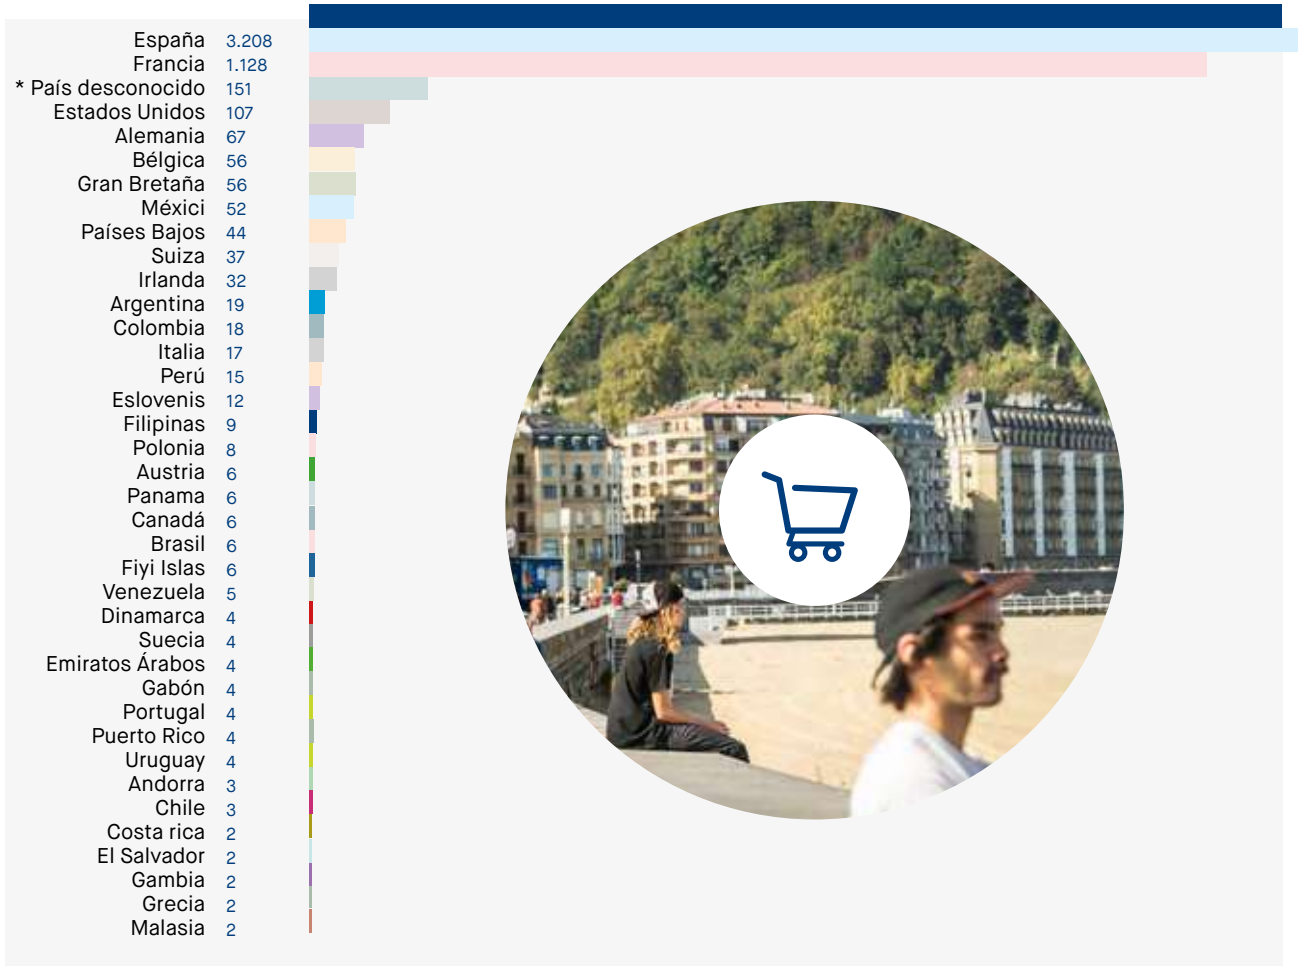 España 3.208
Francia 1.128
* País desconocido 151
Estados Unidos 107
Alemania 67
Bélgica 56
Gran Bretaña 56
Méxici 52
Países Bajos 44
Suiza 37
Irlanda 32
Argentina 19
Colombia 18
Italia 17
Perú 15
Eslovenis 12
Filipinas 9
Polonia 8
Austria 6
Panama 6
Canadá 6
Brasil 6
Fiyi Islas 6
Venezuela 5
Dinamarca 4
Suecia 4
Emiratos Árabos 4
Gabón 4
Portugal 4
Puerto Rico 4
Uruguay 4
Andorra 3
Chile 3
Costa rica 2
El Salvador 2
Gambia 2
Grecia 2
Malasia 2